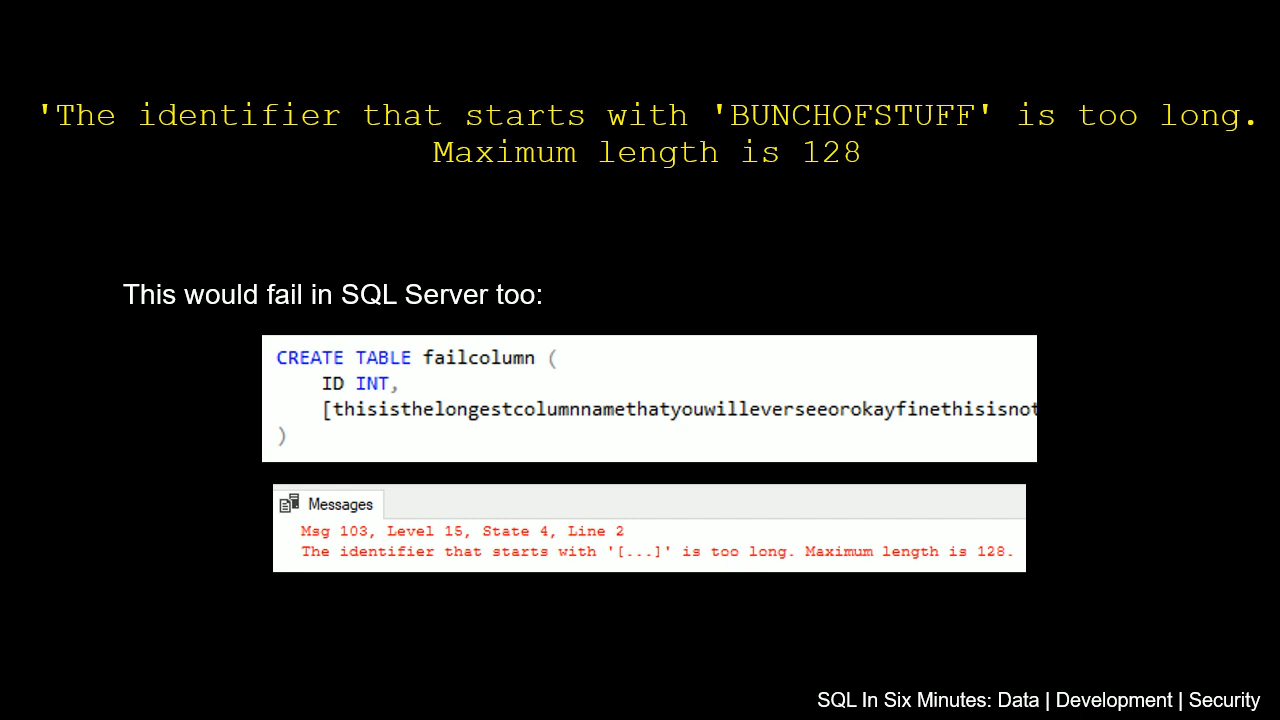 'The identifier that starts with 'BUNCHOFSTUFF' is too long.
Maximum length is 128
This would fail in SQL Server too:
CREATE TABLE failcolumn (
ID INT,
[thisisthelongestcolumnnamethatyouwilleverseeorokayfinethisisnot
)
Messages
Msg 103, Level 15, State 4, Line 2
The identifier that starts with '[...]' is too long. Maximum length is 128.
SQL In Six Minutes: Data | Development | Security